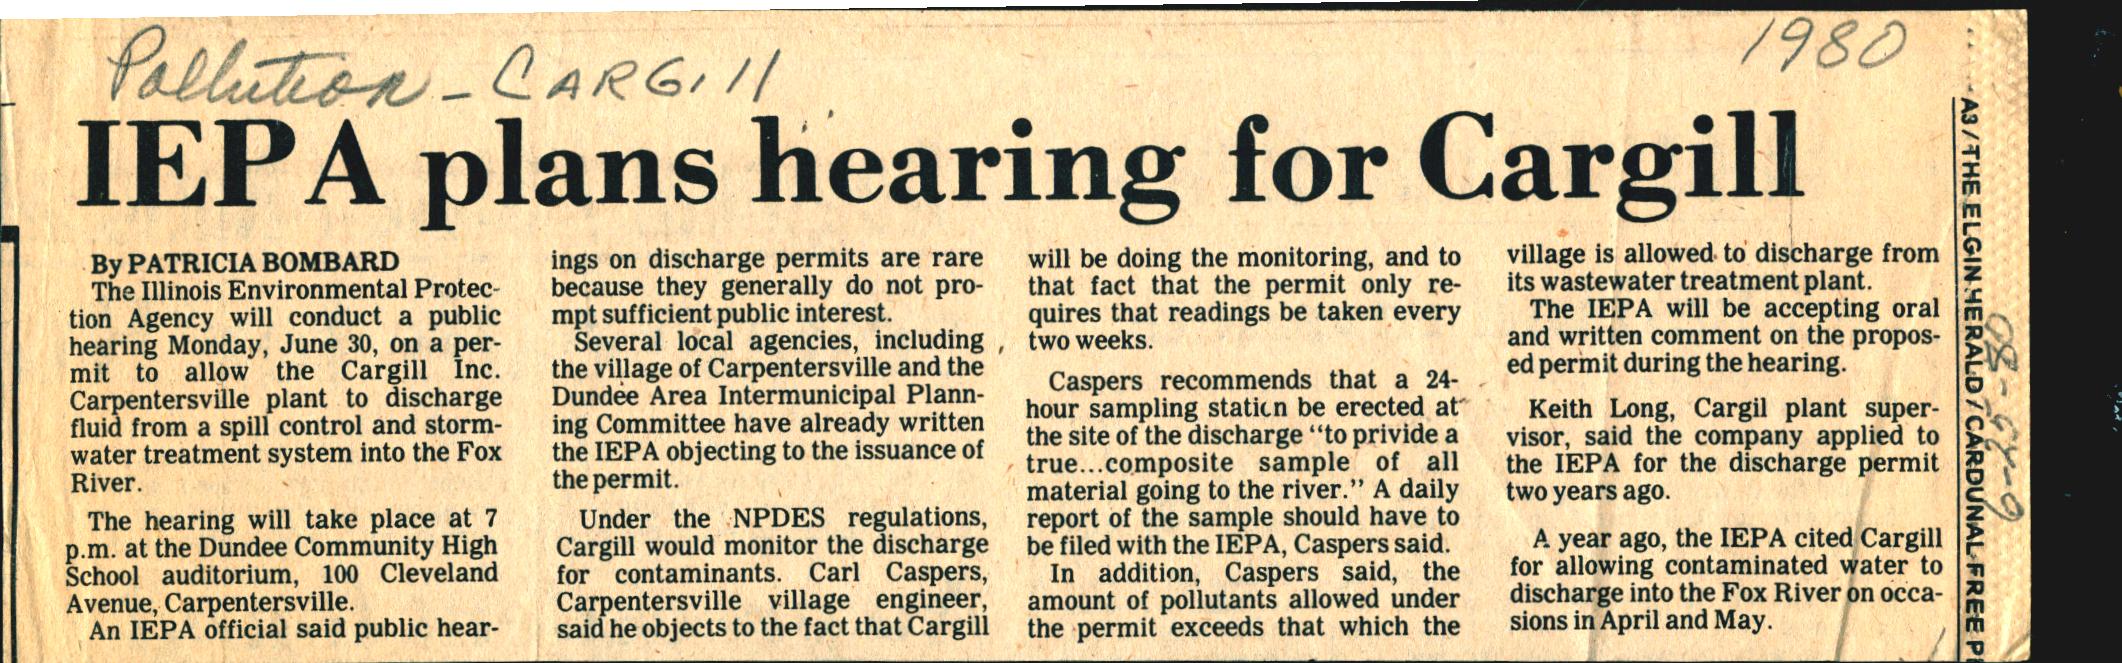 Pollution - CARGill
1980
IEPA plans hearing for Cargill
By PATRICIA BOMBARD
The Illinois Environmental Protec-
tion Agency will conduct a public
hearing Monday, June 30, on a per-
mit to allow the Cargill Inc.
Carpentersville plant to discharge
fluid from a spill control and storm-
water treatment system into the Fox
River.
The hearing will take place at 7
p.m. at the Dundee Community High
School auditorium, 100 Cleveland
Avenue, Carpentersville.
An IEPA official said public hear-
ings on discharge permits are rare
because they generally do not pro-
mpt sufficient public interest.
Several local agencies, including
the village of Carpentersville and the
Dundee Area Intermunicipal Plann-
ing Committee have already written
the IEPA objecting to the issuance of
the permit.
Under the NPDES regulations,
Cargill would monitor the discharge
for contaminants. Carl Caspers,
Carpentersville village engineer,
said he objects to the fact that Cargill
will be doing the monitoring, and to
that fact that the permit only re-
quires that readings be taken every
two weeks.
Caspers recommends that a 24-
hour sampling station be erected at
the site of the discharge “to privide a
true...composite sample of all
material going to the river.” A daily
report of the sample should have to
be filed with the IEPA, Caspers said.
In addition, Caspers said, the
amount of pollutants allowed under
the permit exceeds that which the
village is allowed to discharge from
its wastewater treatment plant.
The IEPA will be accepting oral
and written comment on the propos-
ed permit during the hearing.
Keith Long, Cargil plant super-
visor, said the company applied to
the IEPA for the discharge permit
two years ago.
A year ago, the IEPA cited Cargill
for allowing contaminated water to
discharge into the Fox River on occa-
sions in April and May.
A3/THE ELGIN HERALD/CARDUNAL FREE